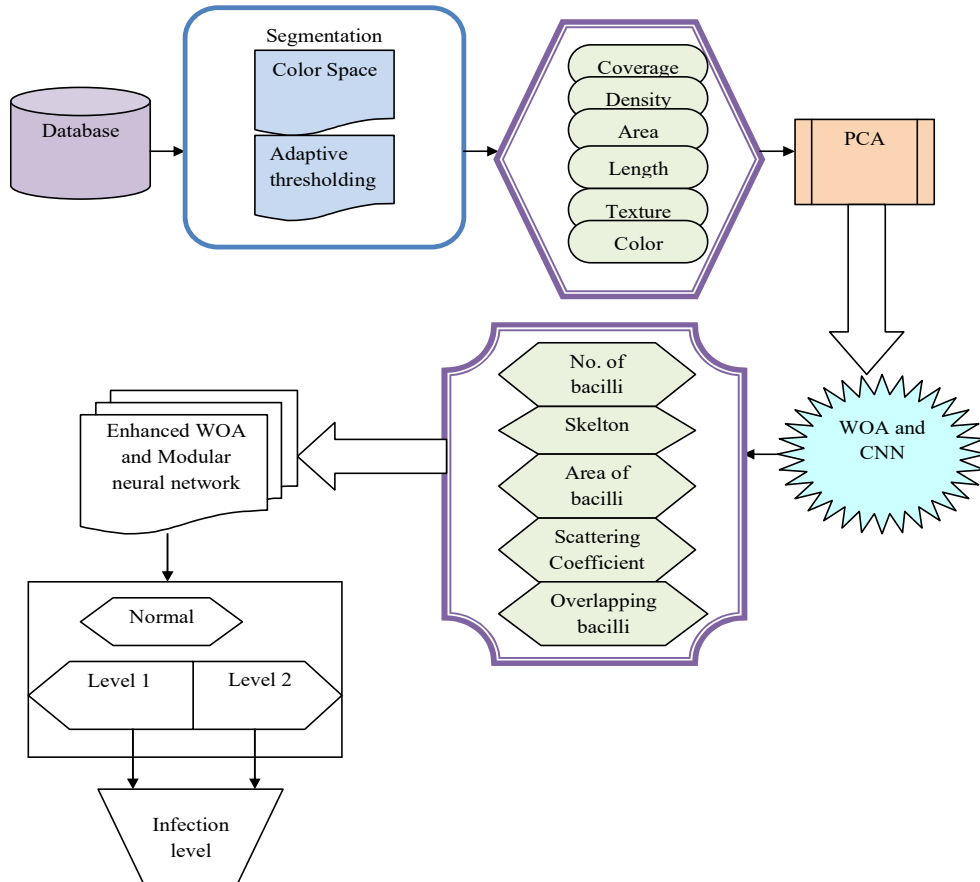 Segmentation
Color Space
Database
Adaptive
thresholding
Coverage
Density
Area
Length
Texture
Color
PCA
WOA and
CNN
No. of
bacilli
Skelton
Area of
bacilli
Scattering
Coefficient
Overlapping
bacilli
Enhanced WOA
and Modular
neural network
Normal
Level 1
Level 2
Infection
level